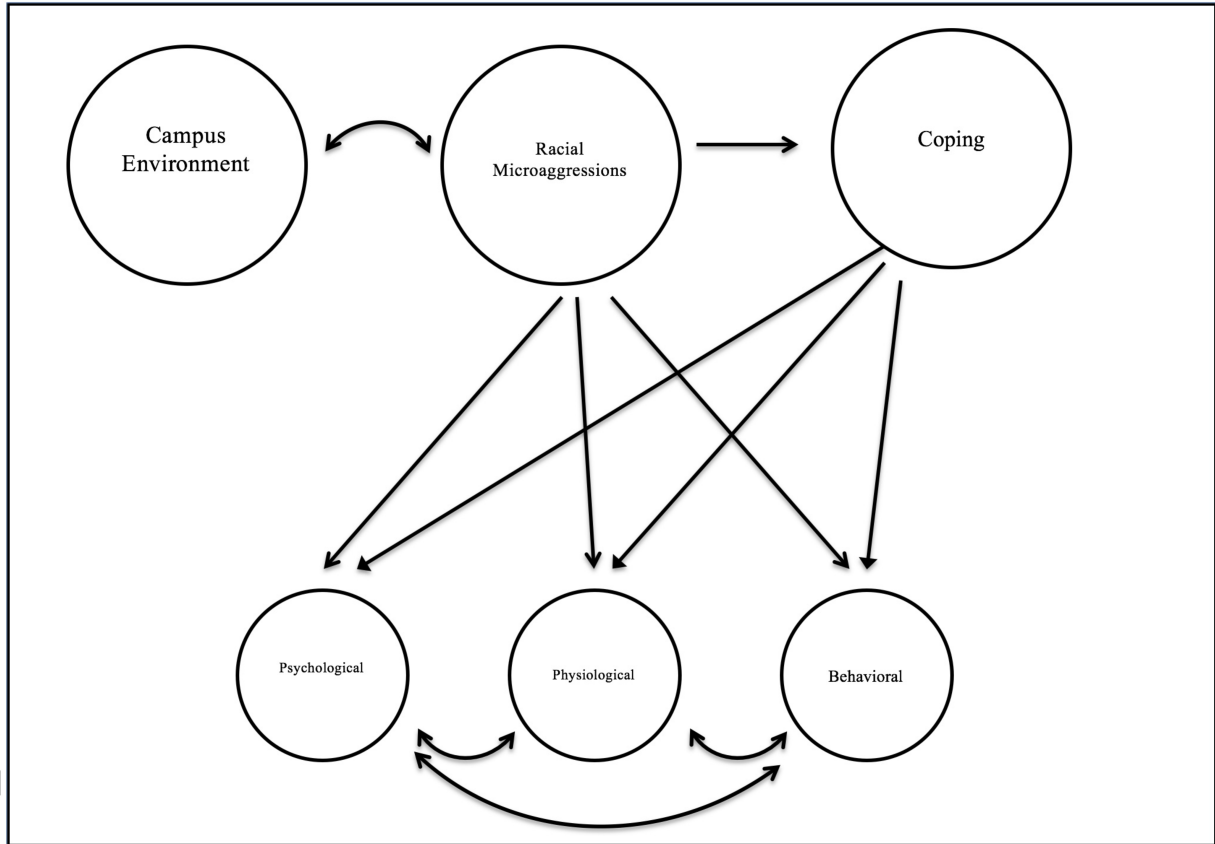 Campus
Environment
Racial
Microaggressions
Coping
Psychological
Physiological
Behavioral